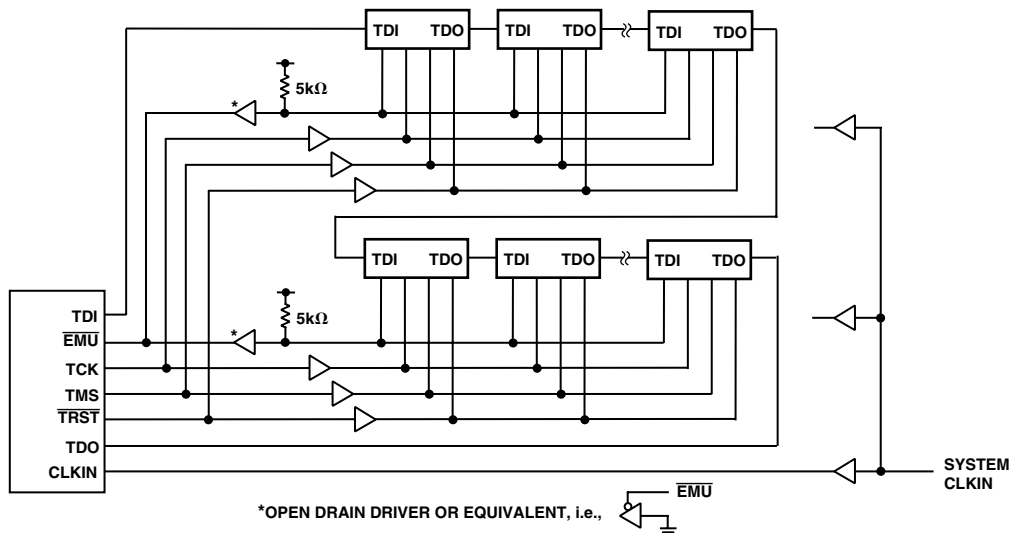 TDI TDO TDI TDO TDI TDO
5kΩ
*
TDI TDO TDI TDO TDI TDO
5kΩ
*
TDI
EMU
TCK
TMS
TRST
TDO
CLKIN
SYSTEM
CLKIN
EMU
*OPEN DRAIN DRIVER OR EQUIVALENT, i.e.,